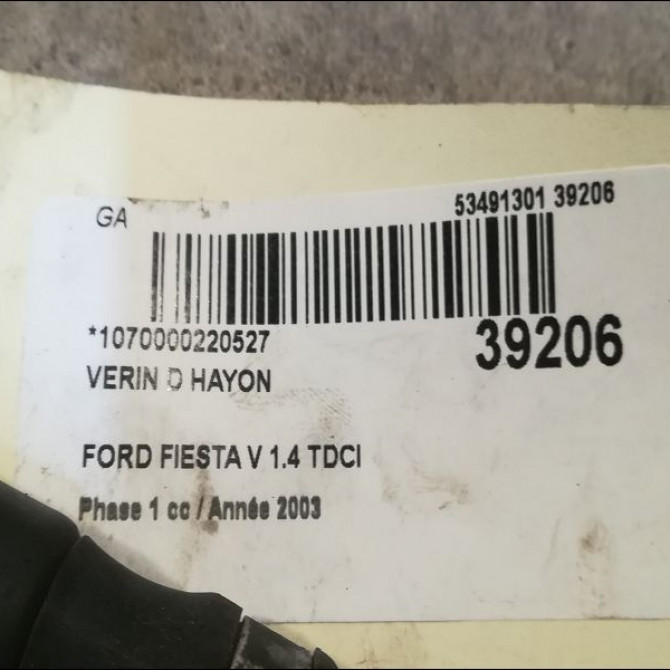 GA 53491301 39206
*1070000220527 39206
VERIN D HAYON
FORD FIESTA V 1.4 TDCI
Phase 1 cc / Année 2003